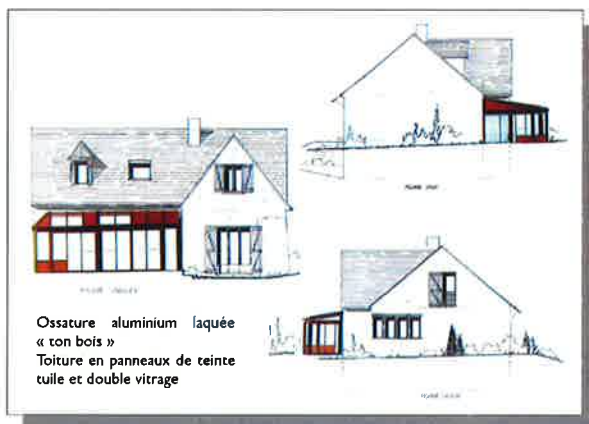 Ossature aluminium laquée
« ton bois »
Toiture en panneaux de teinte
tuile et double vitrage